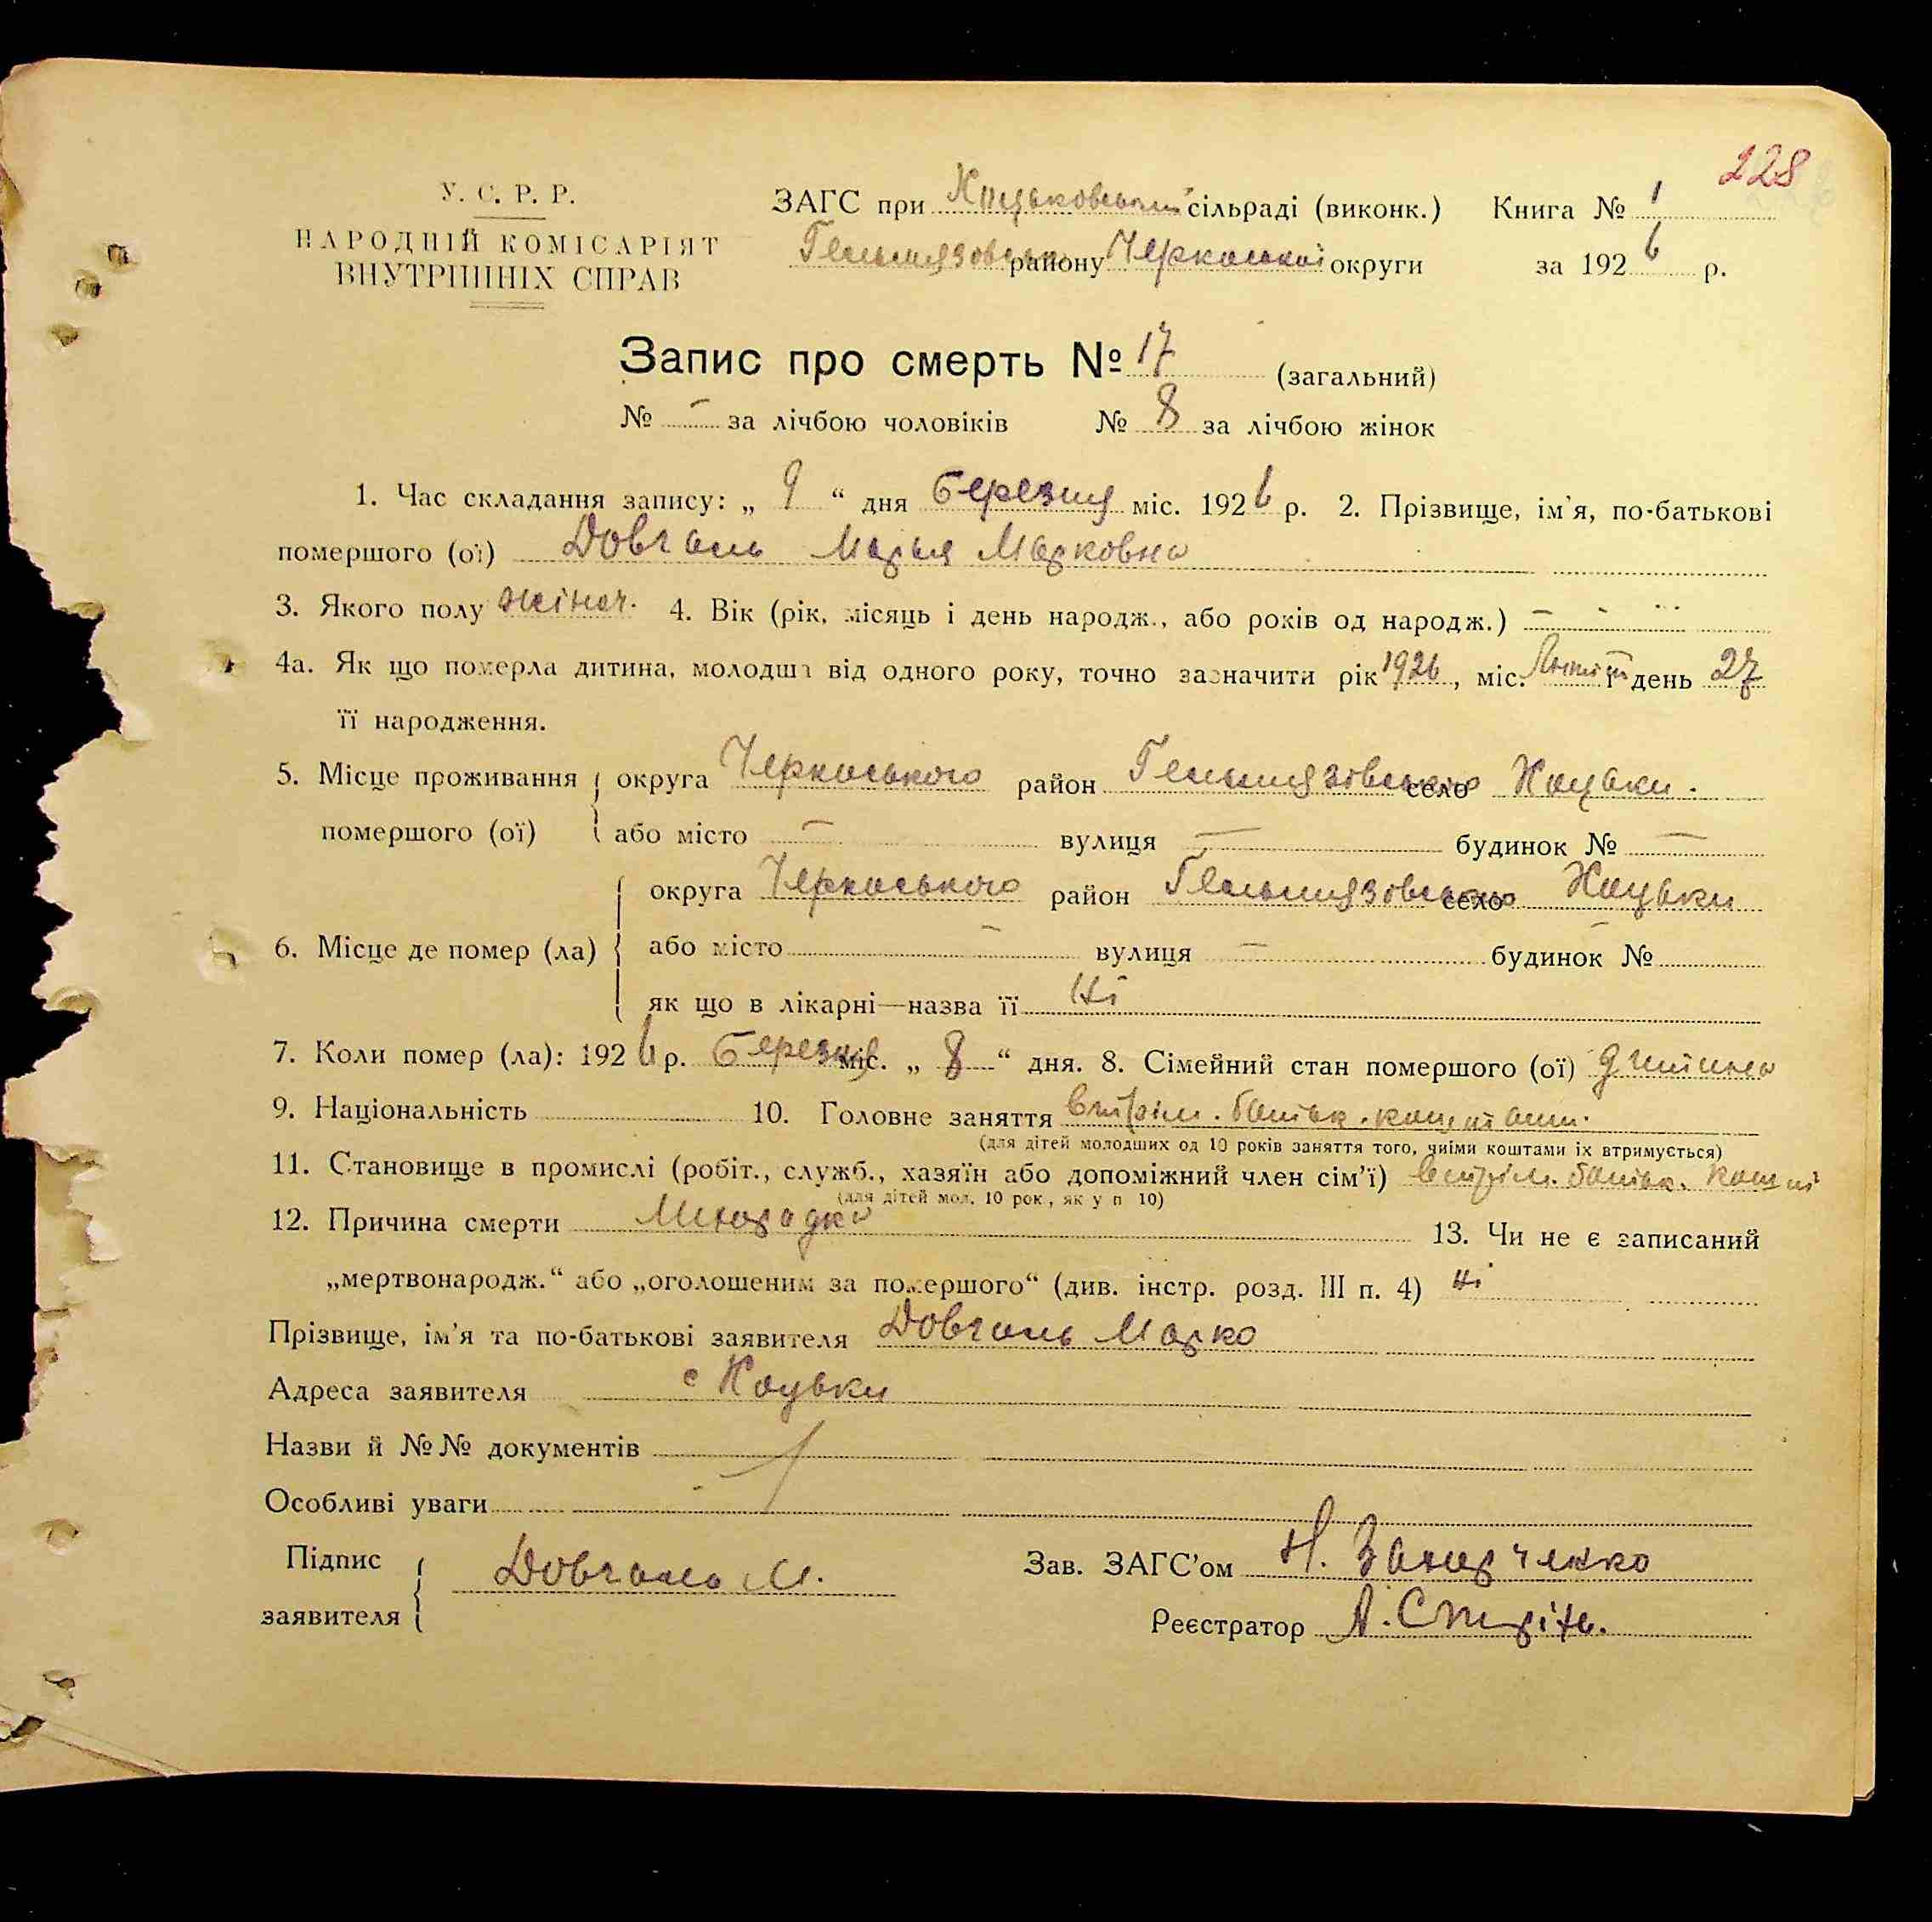 228
У. С. Р. Р.
НАРОДНІЙ КОМІСАРІЯТ
ВНУТРІШНІХ СПРАВ
ЗАГС при сільраді (виконк.) Книга № 1
району Черкаської округи за 1926 р.
Запис про смерть № 17 (загальний)
№ – за лічбою чоловіків № 8 за лічбою жінок
1. Час складання запису: „ 9 “ дня Березня міс. 1926 р. 2. Прізвище, ім'я, по-батькові
помершого (ої) Довгаль Марья Марковна
3. Якого полу жіноч. 4. Вік (рік, місяць і день народж., або років од народж.) –
4а. Як що померла дитина, молодша від одного року, точно зазначити рік 1926, міс. Лютий і день 27
її народження.
5. Місце проживання округа Черкаського район село Коцьки.
помершого (ої) або місто – вулиця – будинок № –
округа Черкаського район село Коцьки
6. Місце де помер (ла) або місто – вулиця – будинок № –
як що в лікарні—назва її Ні
7. Коли помер (ла): 1926 р. Березня міс. „ 8 “ дня. 8. Сімейний стан помершого (ої) дитина
9. Національність 10. Головне заняття батьк. коштами.
(для дітей молодших од 10 років заняття того, чиїми коштами їх втримується)
11. Становище в промислі (робіт., служб., хазяїн або допоміжний член сім'ї) батьк. кошт
(для дітей мол. 10 рок, як у п 10)
12. Причина смерти 13. Чи не є записаний
„мертвонародж.“ або „оголошеним за помершого“ (див. інстр. розд. III п. 4) ні
Прізвище, ім'я та по-батькові заявителя Довгаль Марко
Адреса заявителя с Коцьки
Назви й №№ документів
Особливі уваги
Підпис Довгаль М. Зав. ЗАГС'ом
заявителя Реєстратор